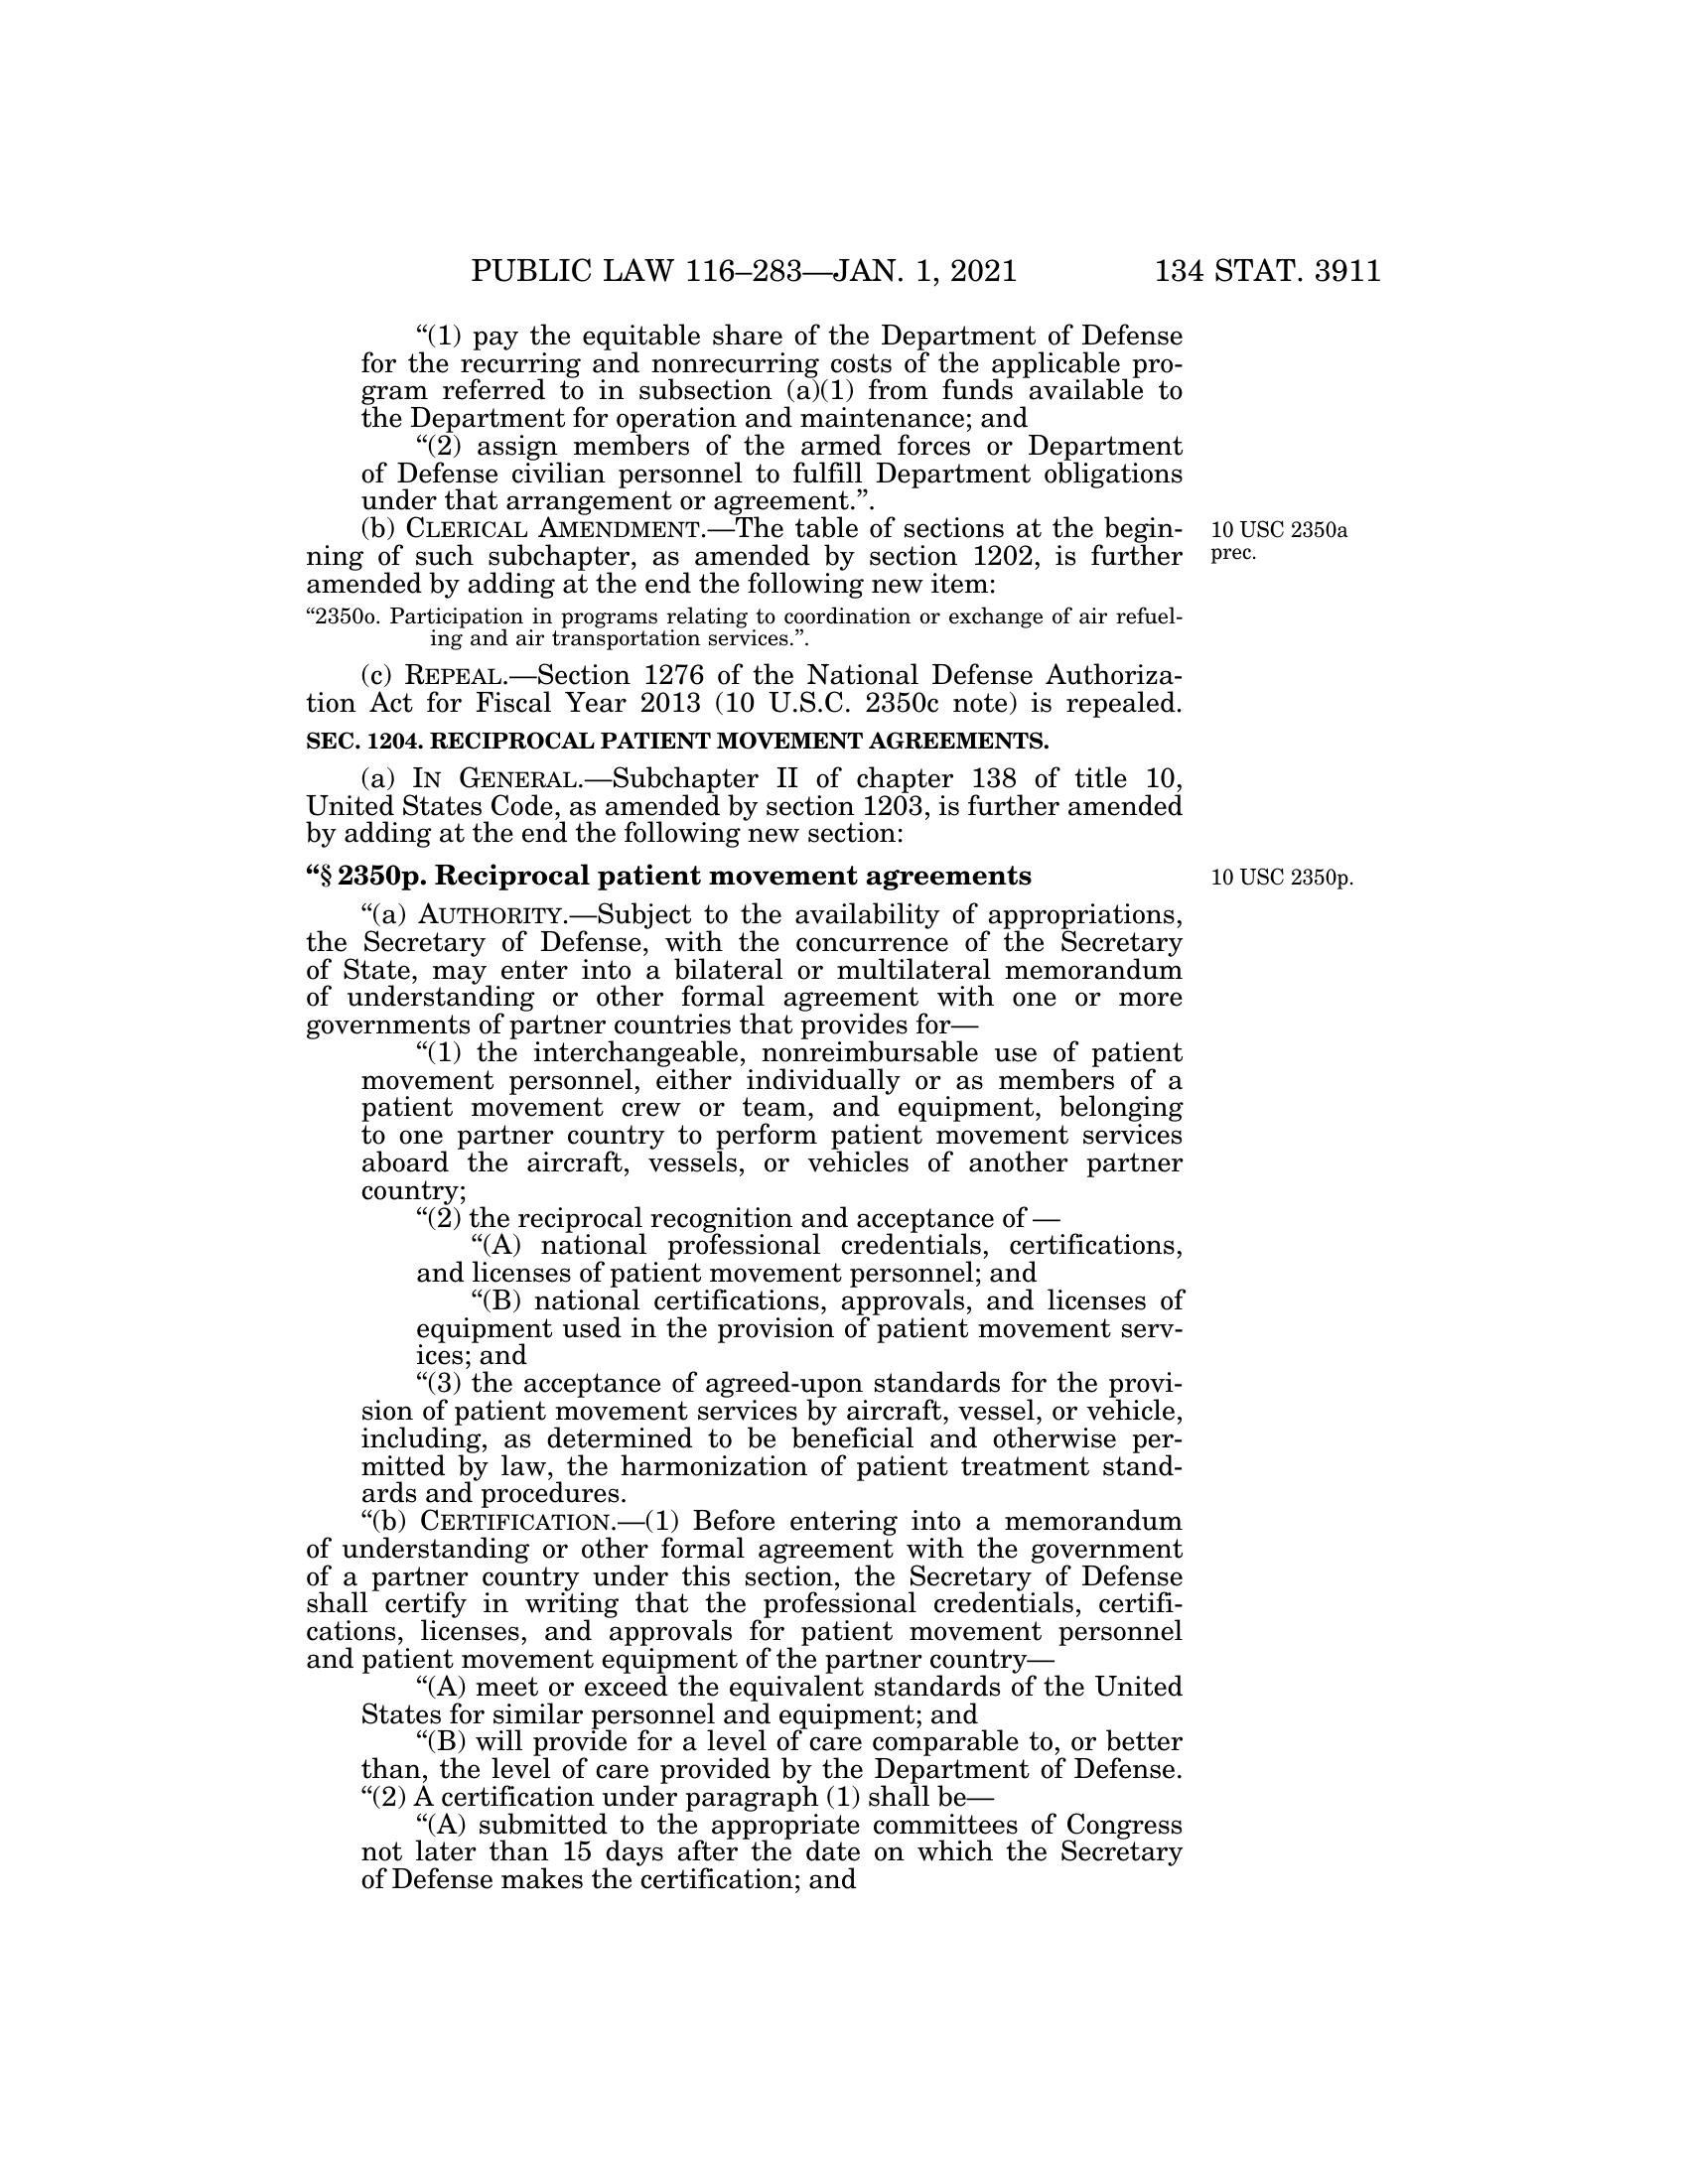 PUBLIC LAW 116–283—JAN. 1, 2021 134 STAT. 3911
“(1) pay the equitable share of the Department of Defense
for the recurring and nonrecurring costs of the applicable pro-
gram referred to in subsection (a)(1) from funds available to
the Department for operation and maintenance; and
“(2) assign members of the armed forces or Department
of Defense civilian personnel to fulfill Department obligations
under that arrangement or agreement.”.
(b) CLERICAL AMENDMENT.—The table of sections at the begin-
ning of such subchapter, as amended by section 1202, is further
amended by adding at the end the following new item:
10 USC 2350a
prec.
“2350o. Participation in programs relating to coordination or exchange of air refuel-
ing and air transportation services.”.
(c) REPEAL.—Section 1276 of the National Defense Authoriza-
tion Act for Fiscal Year 2013 (10 U.S.C. 2350c note) is repealed.
SEC. 1204. RECIPROCAL PATIENT MOVEMENT AGREEMENTS.
(a) IN GENERAL.—Subchapter II of chapter 138 of title 10,
United States Code, as amended by section 1203, is further amended
by adding at the end the following new section:
“§ 2350p. Reciprocal patient movement agreements
10 USC 2350p.
“(a) AUTHORITY.—Subject to the availability of appropriations,
the Secretary of Defense, with the concurrence of the Secretary
of State, may enter into a bilateral or multilateral memorandum
of understanding or other formal agreement with one or more
governments of partner countries that provides for—
“(1) the interchangeable, nonreimbursable use of patient
movement personnel, either individually or as members of a
patient movement crew or team, and equipment, belonging
to one partner country to perform patient movement services
aboard the aircraft, vessels, or vehicles of another partner
country;
“(2) the reciprocal recognition and acceptance of —
“(A) national professional credentials, certifications,
and licenses of patient movement personnel; and
“(B) national certifications, approvals, and licenses of
equipment used in the provision of patient movement serv-
ices; and
“(3) the acceptance of agreed-upon standards for the provi-
sion of patient movement services by aircraft, vessel, or vehicle,
including, as determined to be beneficial and otherwise per-
mitted by law, the harmonization of patient treatment stand-
ards and procedures.
“(b) CERTIFICATION.—(1) Before entering into a memorandum
of understanding or other formal agreement with the government
of a partner country under this section, the Secretary of Defense
shall certify in writing that the professional credentials, certifi-
cations, licenses, and approvals for patient movement personnel
and patient movement equipment of the partner country—
“(A) meet or exceed the equivalent standards of the United
States for similar personnel and equipment; and
“(B) will provide for a level of care comparable to, or better
than, the level of care provided by the Department of Defense.
“(2) A certification under paragraph (1) shall be—
“(A) submitted to the appropriate committees of Congress
not later than 15 days after the date on which the Secretary
of Defense makes the certification; and